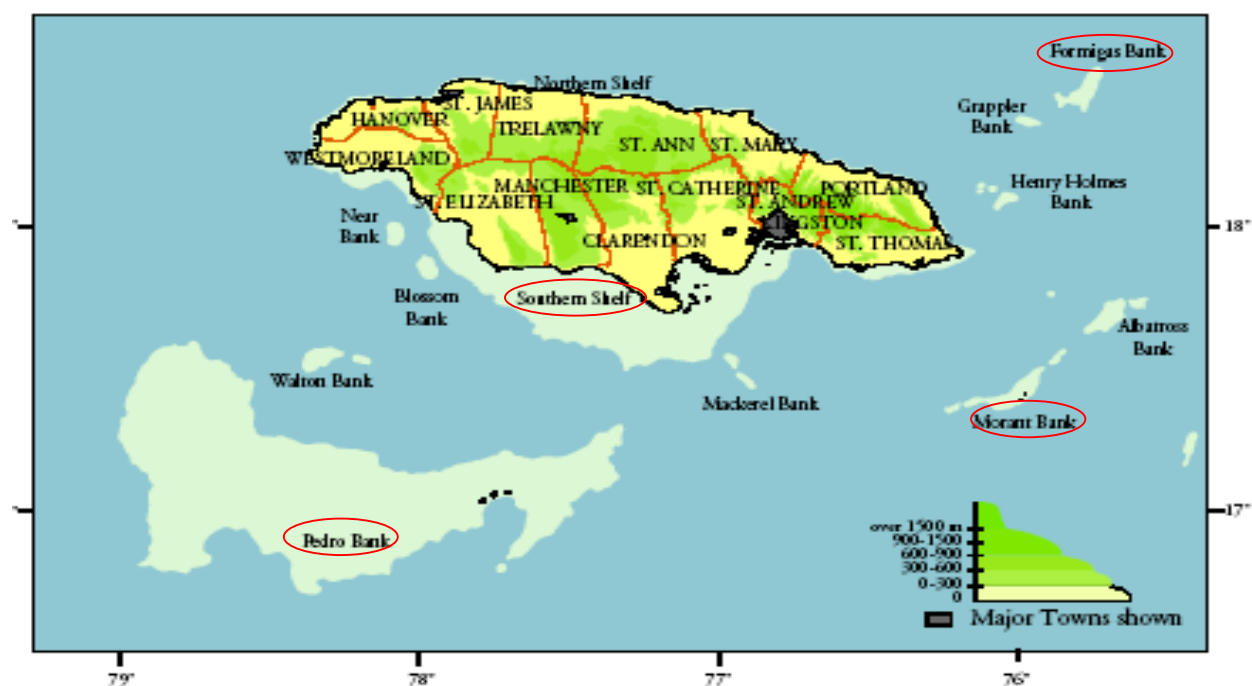 Formigas Bank
Northern Shelf
ST. JAMES
Grappler
Bank
HANOVER
TRELAWNY
ST. ANN
ST. MARY
WESTMORELAND
Henry Holmes
Bank
MANCHESTER
ST. CATHERINE
PORTLAND
ST. ELIZABETH
ST. ANDREW
Near
Bank
KINGSTON
18°
CLARENDON
ST. THOMAS
Blossom
Bank
Southern Shelf
Albatross
Bank
Walton Bank
Mackerel Bank
Morant Bank
17°
Pedro Bank
over 1500 m
900-1500
600-900
300-600
0-300
0
Major Towns shown
79°
78°
77°
76°